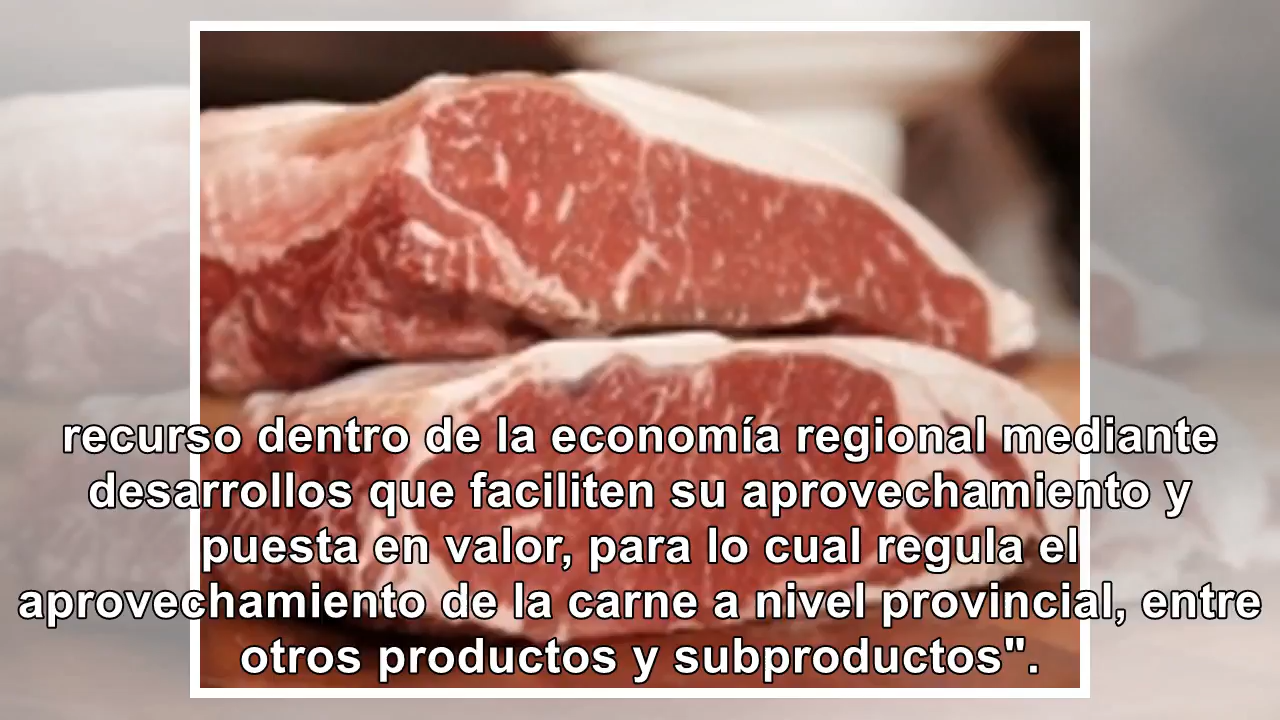 recurso dentro de la economía regional mediante
desarrollos que faciliten su aprovechamiento y
puesta en valor, para lo cual regula el
aprovechamiento de la carne a nivel provincial, entre
otros productos y subproductos".